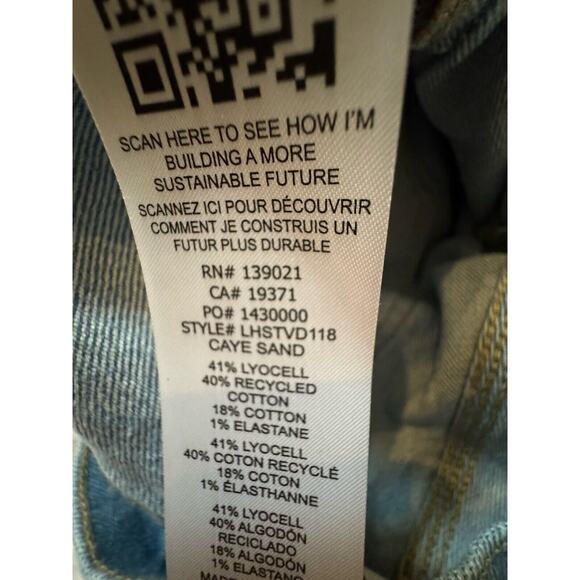 SCAN HERE TO SEE HOW I'M
BUILDING A MORE
SUSTAINABLE FUTURE
SCANNEZ ICI POUR DÉCOUVRIR
COMMENT JE CONSTRUIS UN
FUTUR PLUS DURABLE
RN# 139021
CA# 19371
PO# 1430000
STYLE# LHSTVD118
CAYE SAND
41% LYOCELL
40% RECYCLED
COTTON
18% COTTON
1% ELASTANE
41% LYOCELL
40% COTON RECYCLÉ
18% COTON
1% ÉLASTHANNE
41% LYOCELL
40% ALGODÓN
RECICLADO
18% ALGODÓN
1% ELASTANO